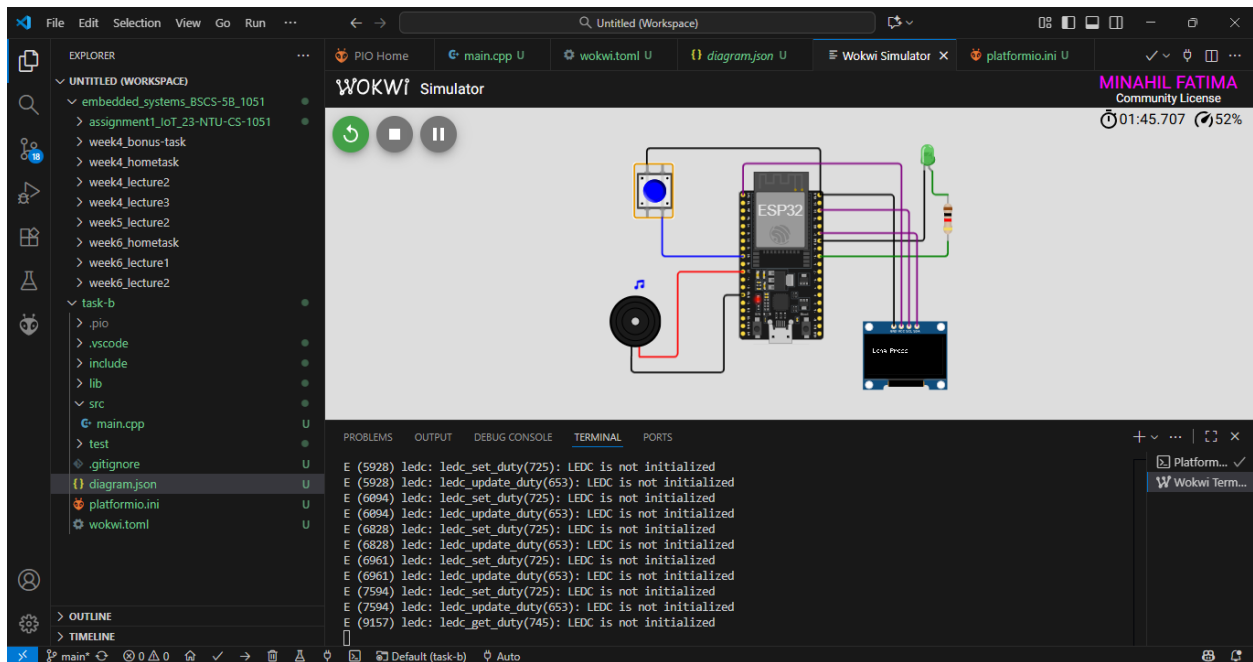 File Edit Selection View Go Run ...
Untitled (Workspace)
EXPLORER
UNTITLED (WORKSPACE)
embedded_systems_BSCS-5B_1051
assignment1_IoT_23-NTU-CS-1051
week4_bonus-task
week4_hometask
week4_lecture2
week4_lecture3
week5_lecture2
week6_hometask
week6_lecture1
week6_lecture2
task-b
.pio
.vscode
include
lib
src
main.cpp U
test
.gitignore U
diagram.json U
platformio.ini U
wokwi.toml U
OUTLINE
TIMELINE
18
PIO Home main.cpp U wokwi.toml U diagram.json U Wokwi Simulator platformio.ini U
WOKWI Simulator
MINAHIL FATIMA
Community License
01:45.707 52%
ESP32
Long Press
PROBLEMS OUTPUT DEBUG CONSOLE TERMINAL PORTS
E (5928) ledc: ledc_set_duty(725): LEDC is not initialized
E (5928) ledc: ledc_update_duty(653): LEDC is not initialized
E (6094) ledc: ledc_set_duty(725): LEDC is not initialized
E (6094) ledc: ledc_update_duty(653): LEDC is not initialized
E (6828) ledc: ledc_set_duty(725): LEDC is not initialized
E (6828) ledc: ledc_update_duty(653): LEDC is not initialized
E (6961) ledc: ledc_set_duty(725): LEDC is not initialized
E (6961) ledc: ledc_update_duty(653): LEDC is not initialized
E (7594) ledc: ledc_set_duty(725): LEDC is not initialized
E (7594) ledc: ledc_update_duty(653): LEDC is not initialized
E (9157) ledc: ledc_get_duty(745): LEDC is not initialized
Platform...
Wokwi Term...
main* 0 0 Default (task-b) Auto